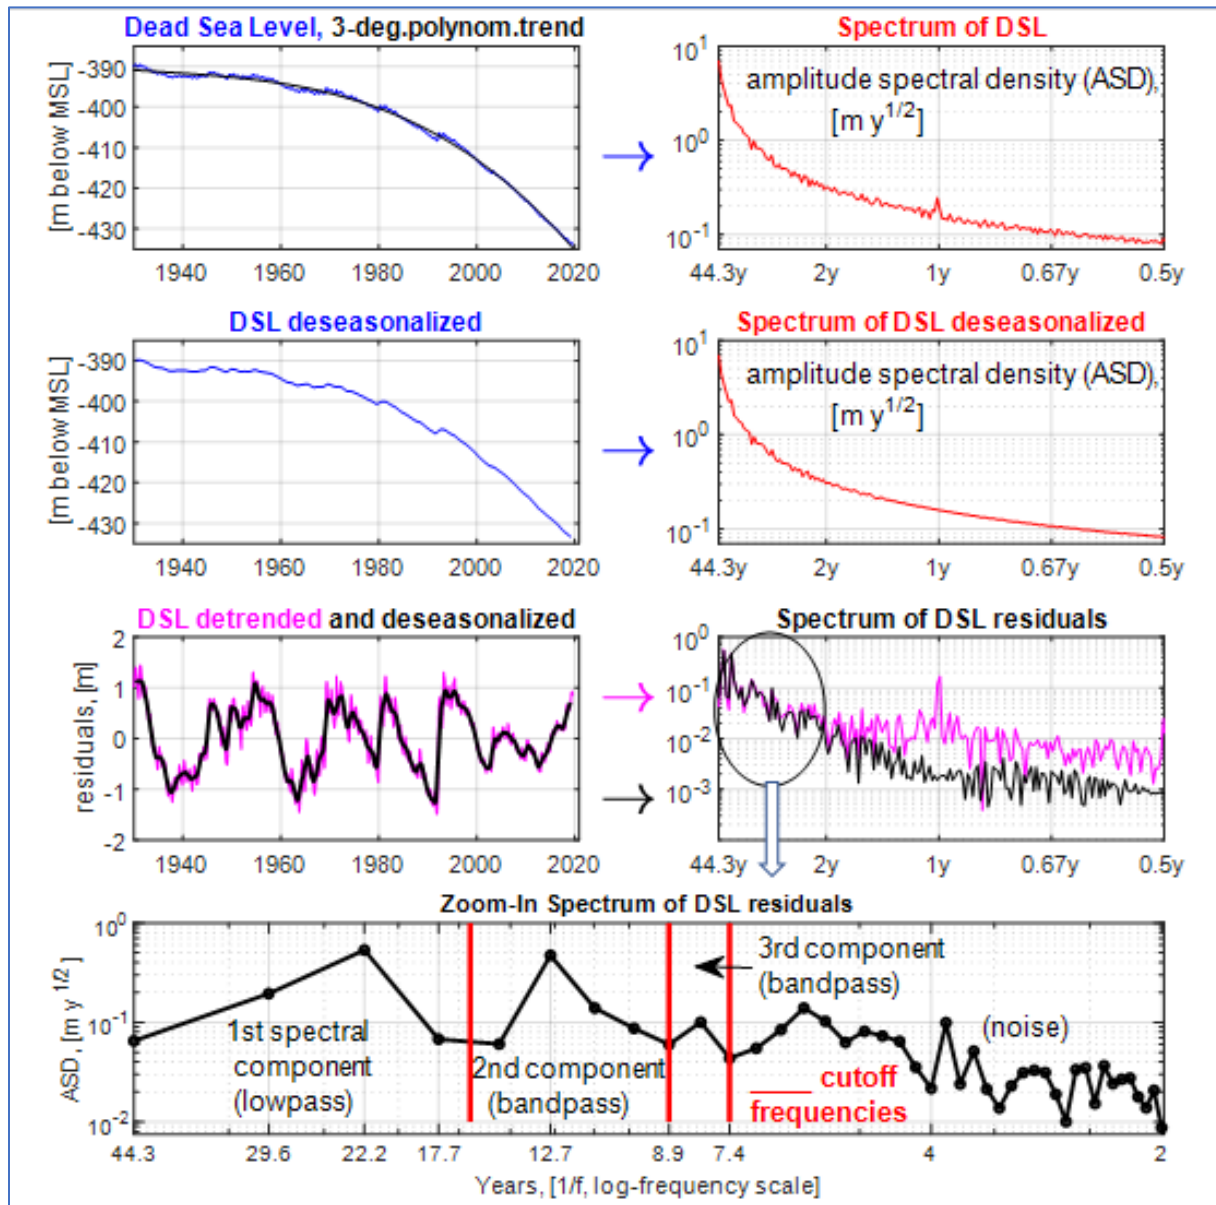 Dead Sea Level, 3-deg.polynom.trend
[m below MSL]
-390
-400
-410
-420
-430
1940 1960 1980 2000 2020
Spectrum of DSL
amplitude spectral density (ASD),
[m y^1/2]
10^1
10^0
10^-1
44.3y 2y 1y 0.67y 0.5y
DSL deseasonalized
[m below MSL]
-390
-400
-410
-420
-430
1940 1960 1980 2000 2020
Spectrum of DSL deseasonalized
amplitude spectral density (ASD),
[m y^1/2]
10^1
10^0
10^-1
44.3y 2y 1y 0.67y 0.5y
DSL detrended and deseasonalized
residuals, [m]
2
1
0
-1
-2
1940 1960 1980 2000 2020
Spectrum of DSL residuals
10^0
10^-1
10^-2
10^-3
44.3y 2y 1y 0.67y 0.5y
Zoom-In Spectrum of DSL residuals
ASD, [m y^1/2]
10^0
10^-1
10^-2
1st spectral
component
(lowpass)
2nd component
(bandpass)
3rd component
(bandpass)
(noise)
____ cutoff
frequencies
44.3 29.6 22.2 17.7 12.7 8.9 7.4 4 2
Years, [1/f, log-frequency scale]